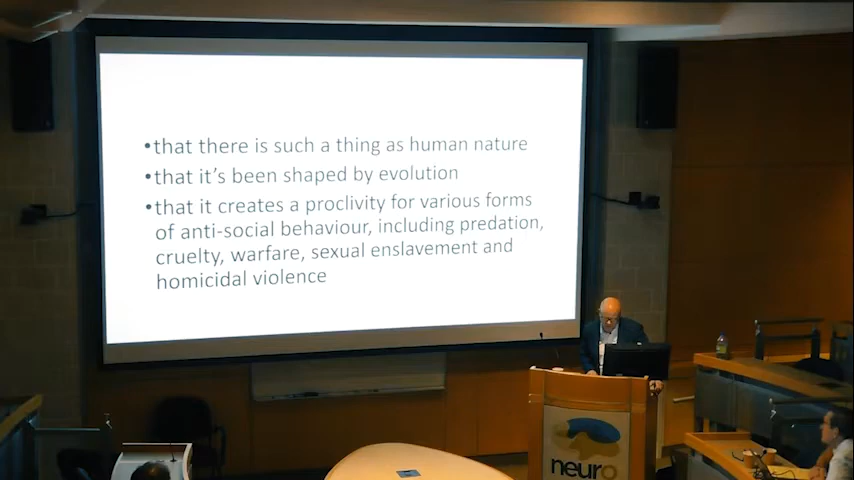 •that there is such a thing as human nature
•that it's been shaped by evolution
•that it creates a proclivity for various forms
of anti-social behaviour, including predation,
cruelty, warfare, sexual enslavement and
homicidal violence
neuro